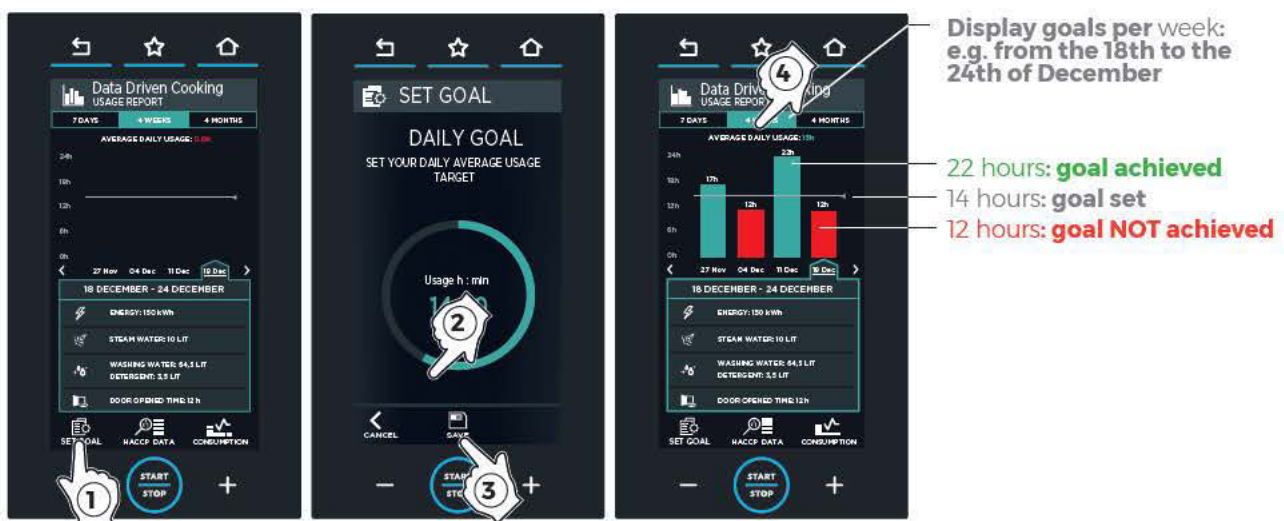 Data Driven Cooking
USAGE REPORT
7 DAYS 4 WEEKS 4 MONTHS
AVERAGE DAILY USAGE: 0.0h
24h
18h
12h
6h
0h
27 Nov 04 Dec 11 Dec 18 Dec
18 DECEMBER - 24 DECEMBER
ENERGY: 150 kWh
STEAM WATER: 10 LIT
WASHING WATER: 64,5 LIT
DETERGENT: 3,5 LIT
DOOR OPENED TIME: 12 h
SET GOAL HACCP DATA CONSUMPTION
START
STOP
+
1
SET GOAL
DAILY GOAL
SET YOUR DAILY AVERAGE USAGE
TARGET
Usage h : min
2
CANCEL SAVE
3
- +
4
Data Driven Cooking
USAGE REPORT
7 DAYS 4 MONTHS
AVERAGE DAILY USAGE: 15h
24h
18h
12h
6h
0h
17h 12h 22h 12h
27 Nov 04 Dec 11 Dec 18 Dec
18 DECEMBER - 24 DECEMBER
ENERGY: 150 kWh
STEAM WATER: 10 LIT
WASHING WATER: 64,5 LIT
DETERGENT: 3,5 LIT
DOOR OPENED TIME: 12 h
SET GOAL HACCP DATA CONSUMPTION
- START +
STOP
Display goals per week:
e.g. from the 18th to the
24th of December
22 hours: goal achieved
14 hours: goal set
12 hours: goal NOT achieved